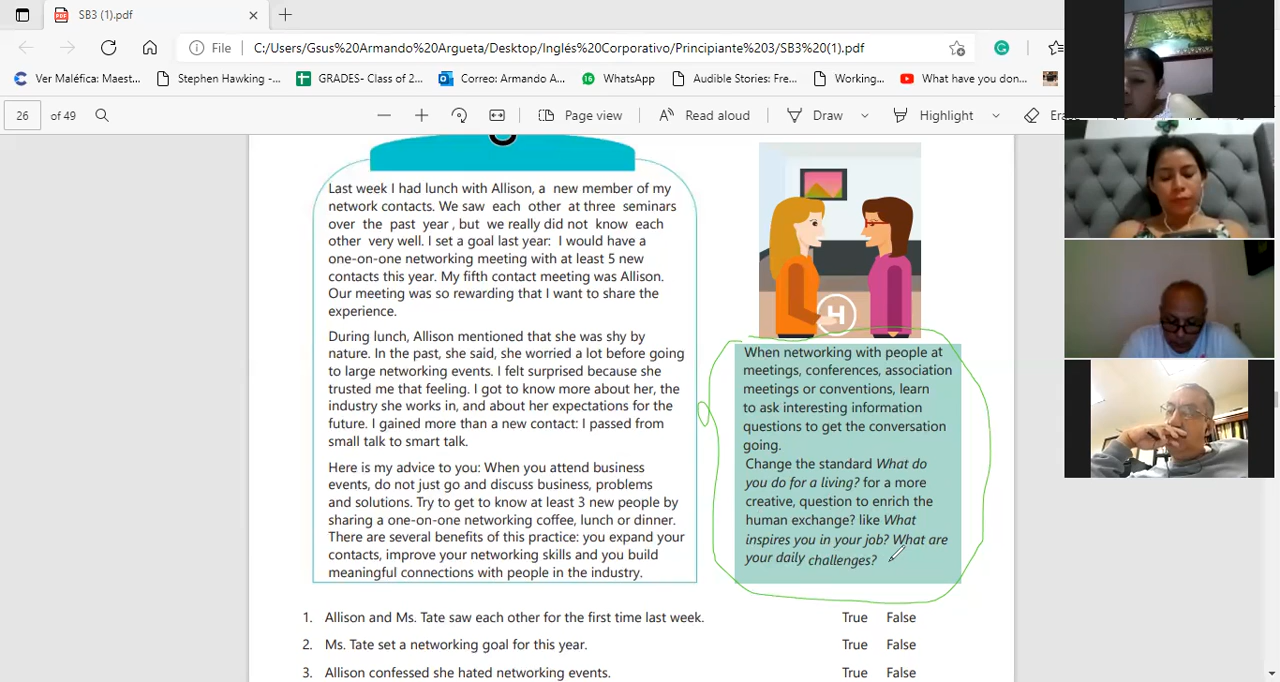 SB3 (1).pdf
File
C:/Users/Gsus%20Armando%20Argueta/Desktop/Inglés%20Corporativo/Principiante%203/SB3%20(1).pdf
Ver Maléfica: Maest...
Stephen Hawking -...
GRADES- Class of 2...
Correo: Armando A...
WhatsApp
Audible Stories: Fre...
Working...
What have you don...
26 of 49
Page view
Read aloud
Draw
Highlight
Last week I had lunch with Allison, a new member of my
network contacts. We saw each other at three seminars
over the past year , but we really did not know each
other very well. I set a goal last year: I would have a
one-on-one networking meeting with at least 5 new
contacts this year. My fifth contact meeting was Allison.
Our meeting was so rewarding that I want to share the
experience.
During lunch, Allison mentioned that she was shy by
nature. In the past, she said, she worried a lot before going
to large networking events. I felt surprised because she
trusted me that feeling. I got to know more about her, the
industry she works in, and about her expectations for the
future. I gained more than a new contact: I passed from
small talk to smart talk.
Here is my advice to you: When you attend business
events, do not just go and discuss business, problems
and solutions. Try to get to know at least 3 new people by
sharing a one-on-one networking coffee, lunch or dinner.
There are several benefits of this practice: you expand your
contacts, improve your networking skills and you build
meaningful connections with people in the industry.
H
When networking with people at
meetings, conferences, association
meetings or conventions, learn
to ask interesting information
questions to get the conversation
going.
Change the standard What do
you do for a living? for a more
creative, question to enrich the
human exchange? like What
inspires you in your job? What are
your daily challenges?
1. Allison and Ms. Tate saw each other for the first time last week. True False
2. Ms. Tate set a networking goal for this year. True False
3. Allison confessed she hated networking events. True False